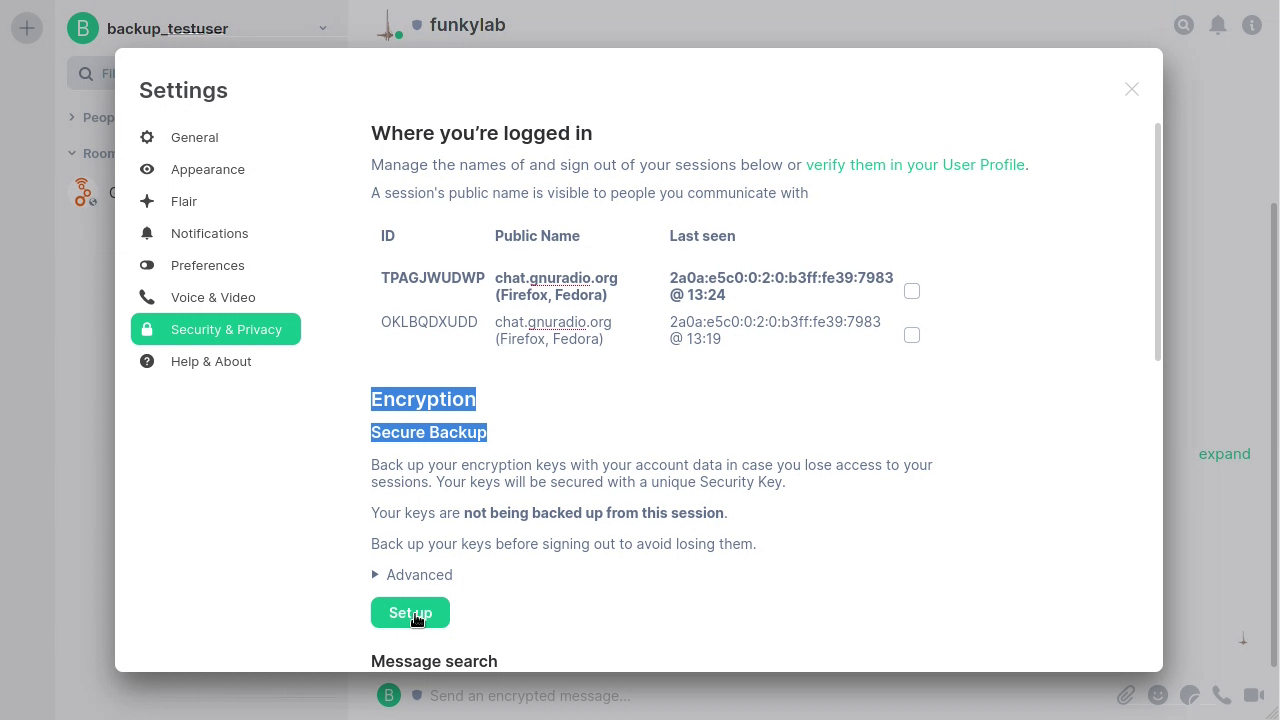 B backup_testuser
funkylab
Fil
Peop
Room
Settings
General
Appearance
Flair
Notifications
Preferences
Voice & Video
Security & Privacy
Help & About
Where you’re logged in
Manage the names of and sign out of your sessions below or verify them in your User Profile.
A session's public name is visible to people you communicate with
ID Public Name Last seen
TPAGJWUDWP chat.gnuradio.org 2a0a:e5c0:0:2:0:b3ff:fe39:7983
(Firefox, Fedora) @ 13:24
OKLBQDXUDD chat.gnuradio.org 2a0a:e5c0:0:2:0:b3ff:fe39:7983
(Firefox, Fedora) @ 13:19
Encryption
Secure Backup
Back up your encryption keys with your account data in case you lose access to your
sessions. Your keys will be secured with a unique Security Key.
Your keys are not being backed up from this session.
Back up your keys before signing out to avoid losing them.
Advanced
Set up
Message search
expand
B Send an encrypted message…